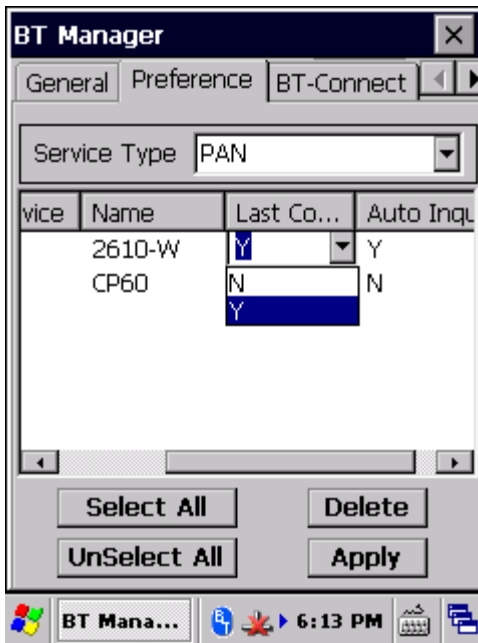 BT Manager
General Preference BT-Connect
Service Type PAN
vice Name Last Co... Auto Inqu
2610-W Y Y
CP60 N N
Y
Select All Delete
UnSelect All Apply
BT Mana... 6:13 PM